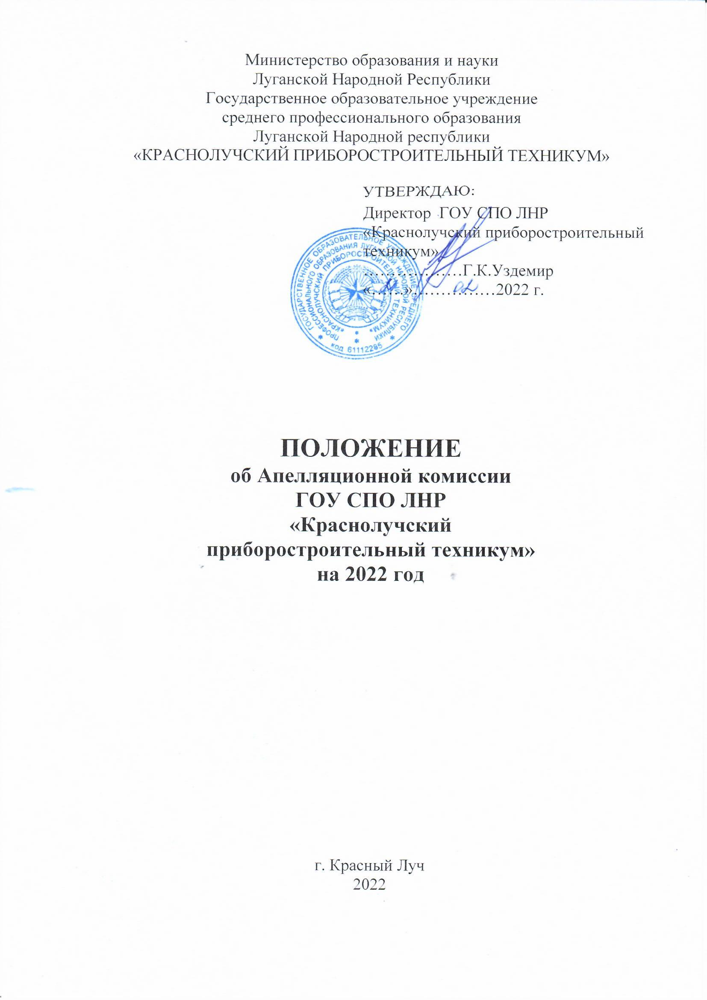 Министерство образования и науки
Луганской Народной Республики
Государственное образовательное учреждение
среднего профессионального образования
Луганской Народной республики
«КРАСНОЛУЧСКИЙ ПРИБОРОСТРОИТЕЛЬНЫЙ ТЕХНИКУМ»
УТВЕРЖДАЮ:
Директор ГОУ СПО ЛНР
«Краснолучский приборостроительный
техникум»
………………Г.К.Уздемир
«……»……02………2022 г.
ГОСУДАРСТВЕННОЕ ОБРАЗОВАТЕЛЬНОЕ УЧРЕЖДЕНИЕ СРЕДНЕГО
ПРОФЕССИОНАЛЬНОГО ОБРАЗОВАНИЯ ЛУГАНСКОЙ НАРОДНОЙ РЕСПУБЛИКИ
«КРАСНОЛУЧСКИЙ ПРИБОРОСТРОИТЕЛЬНЫЙ ТЕХНИКУМ»
код 61112285
ПОЛОЖЕНИЕ
об Апелляционной комиссии
ГОУ СПО ЛНР
«Краснолучский
приборостроительный техникум»
на 2022 год
г. Красный Луч
2022